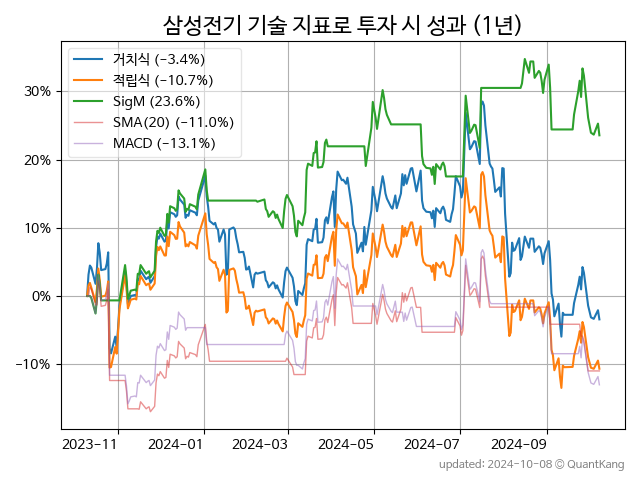 삼성전기 기술 지표로 투자 시 성과 (1년)
거치식 (−3.4%)
적립식 (−10.7%)
SigM (23.6%)
SMA(20) (−11.0%)
MACD (−13.1%)
30%
20%
10%
0%
−10%
2023−11
2024−01
2024−03
2024−05
2024−07
2024−09
updated: 2024−10−08 © QuantKang